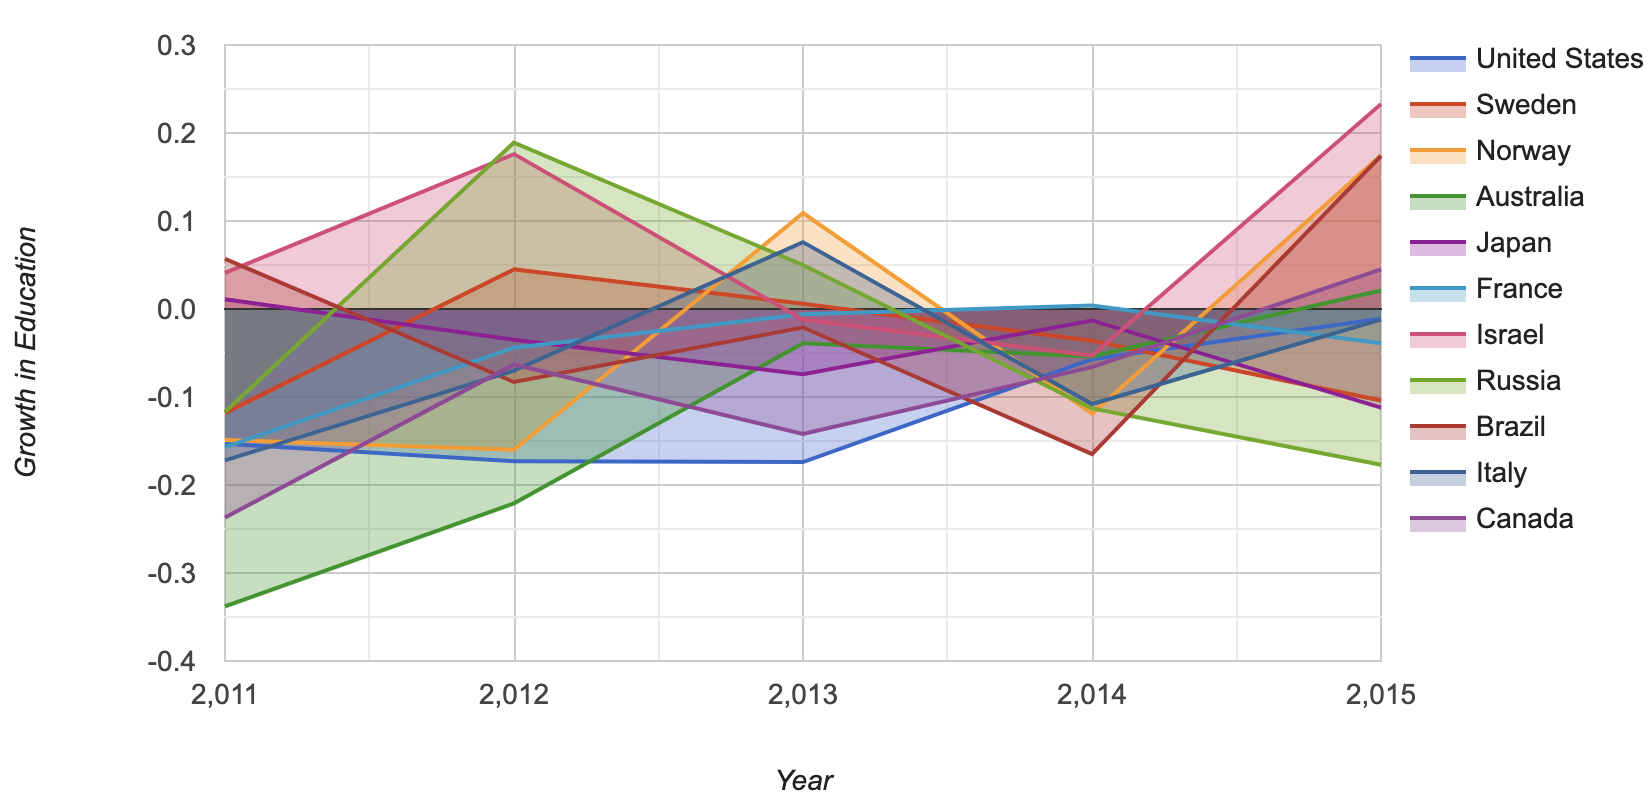 Growth in Education
0.3
0.2
0.1
0.0
-0.1
-0.2
-0.3
-0.4
2,011
2,012
2,013
2,014
2,015
Year
United States
Sweden
Norway
Australia
Japan
France
Israel
Russia
Brazil
Italy
Canada